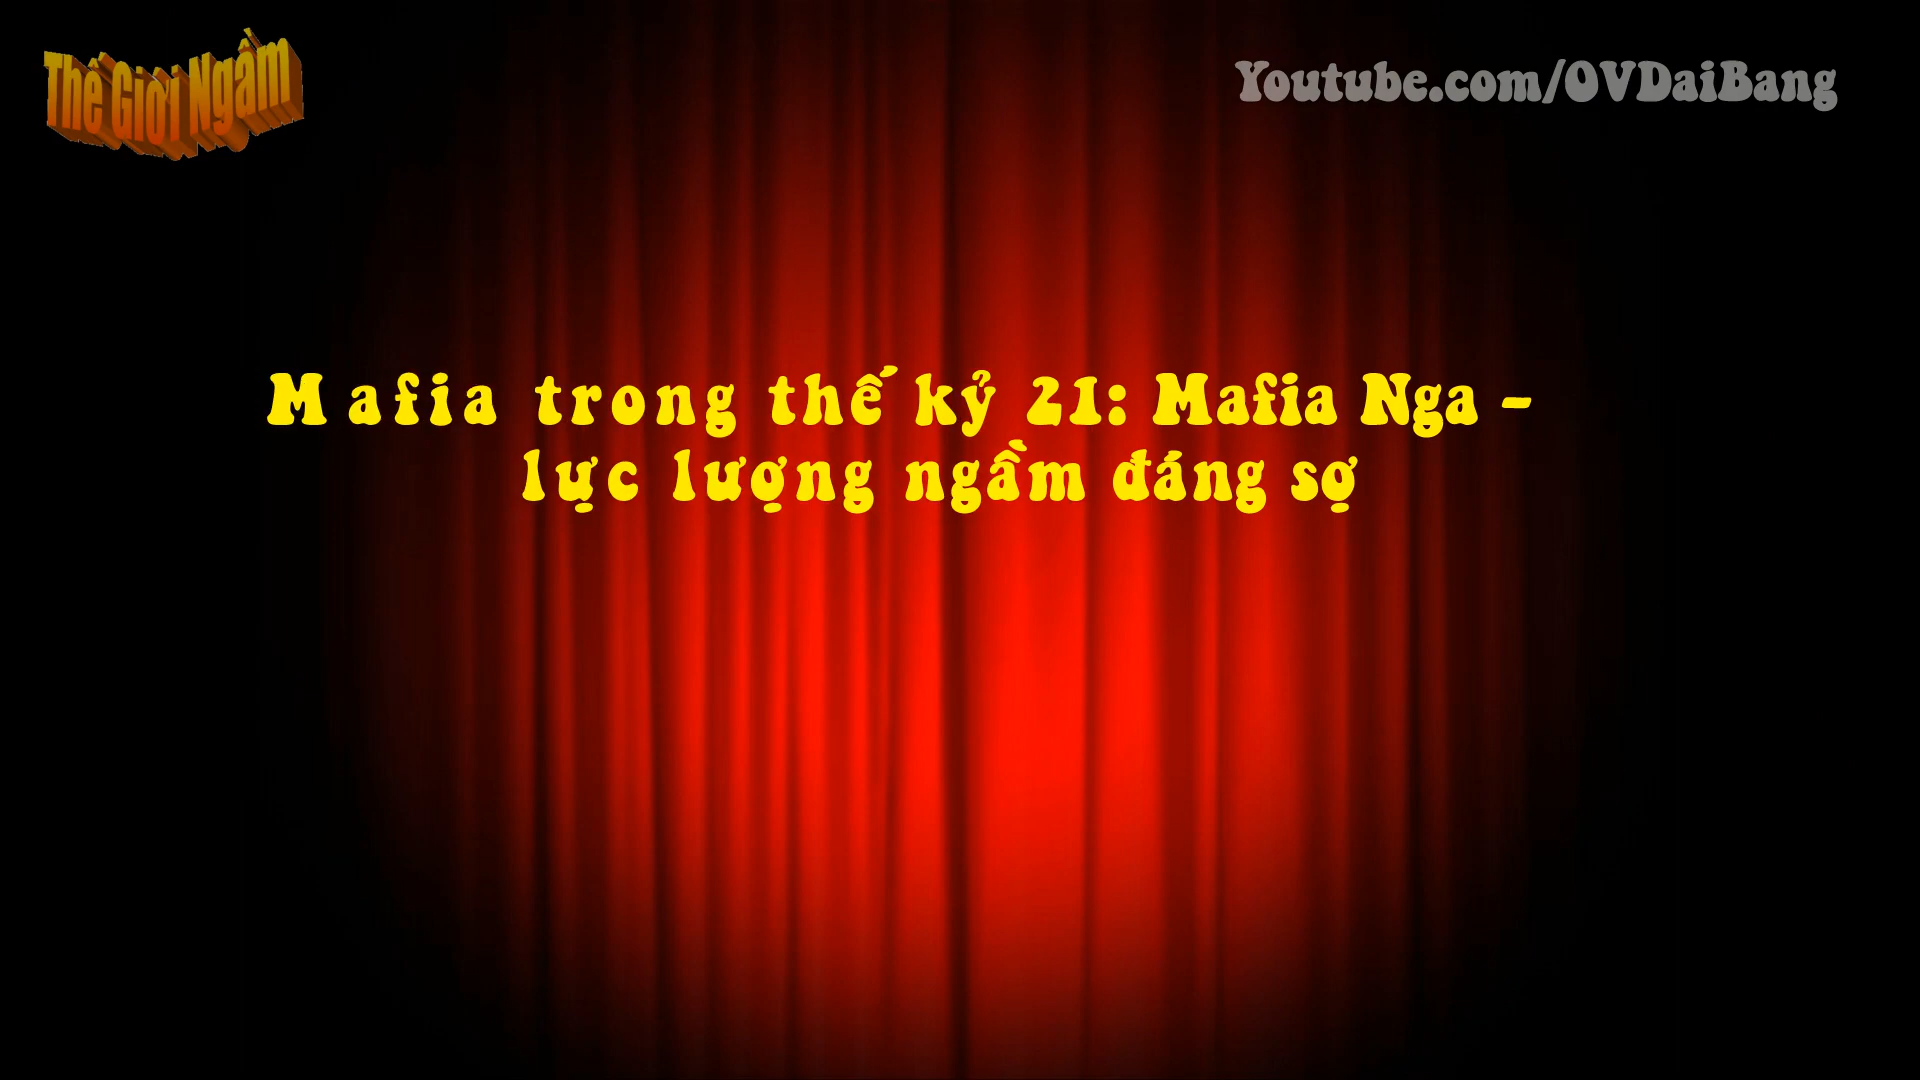 Thế Giới Ngầm
Youtube.com/OVDaiBang
Mafia trong thế kỷ 21: Mafia Nga –
lực lượng ngầm đáng sợ